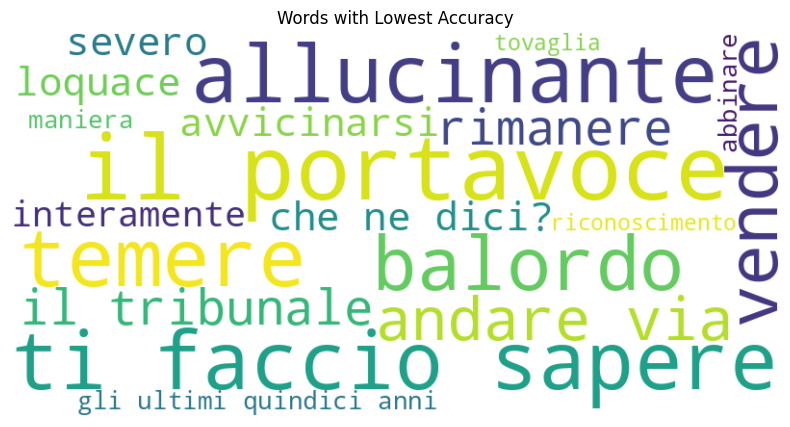 Words with Lowest Accuracy
severo
tovaglia
allucinante
loquace
abbinare
vendere
maniera
avvicinarsi
rimanere
il portavoce
interamente
che ne dici?
riconoscimento
temere
balordo
il tribunale
andare via
ti faccio sapere
gli ultimi quindici anni